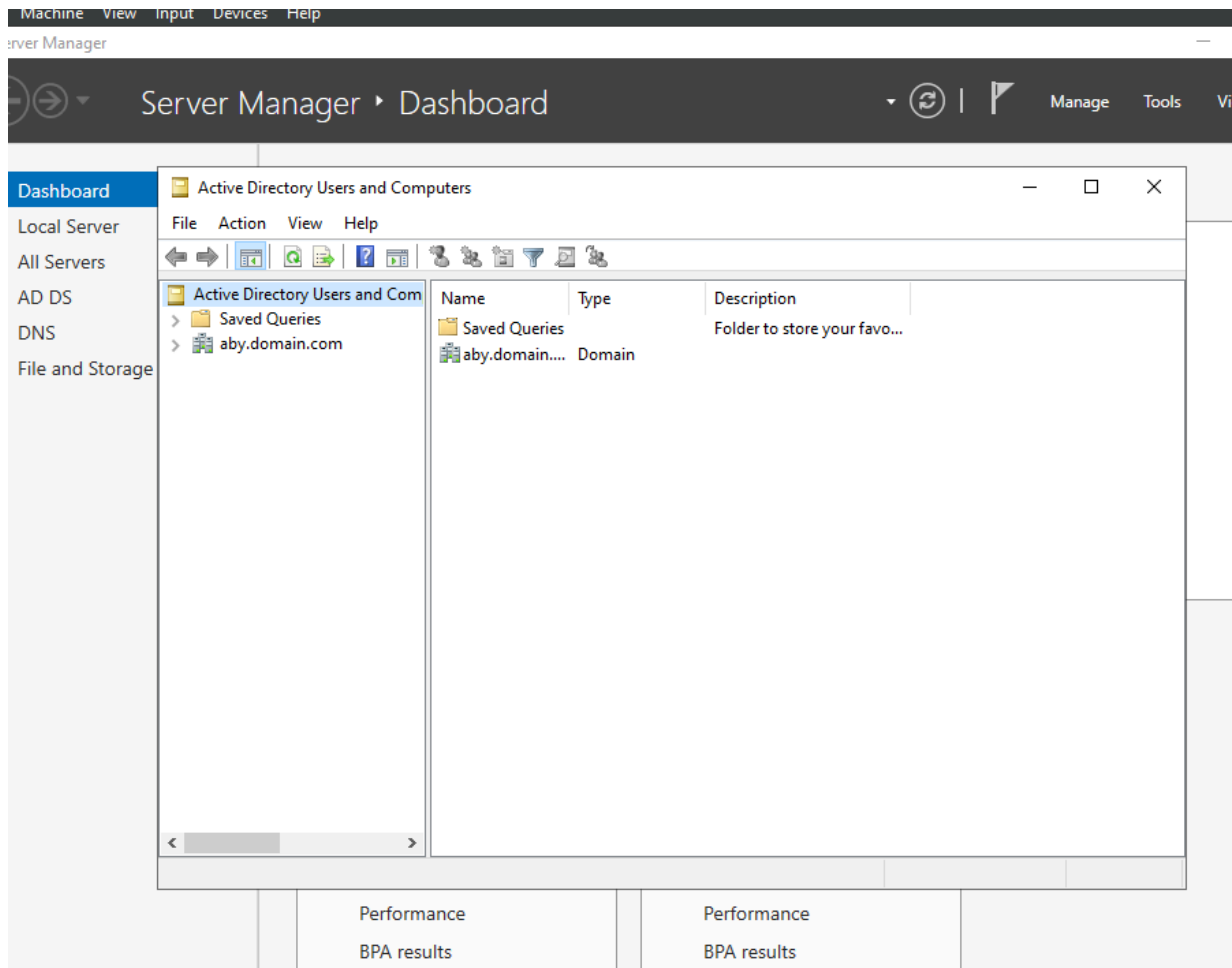 Machine View Input Devices Help
erver Manager
Server Manager Dashboard
Manage Tools Vi
Dashboard
Local Server
All Servers
AD DS
DNS
File and Storage
Active Directory Users and Computers
File Action View Help
Active Directory Users and Com
Saved Queries
aby.domain.com
Name Type Description
Saved Queries Folder to store your favo...
aby.domain.... Domain
Performance Performance
BPA results BPA results